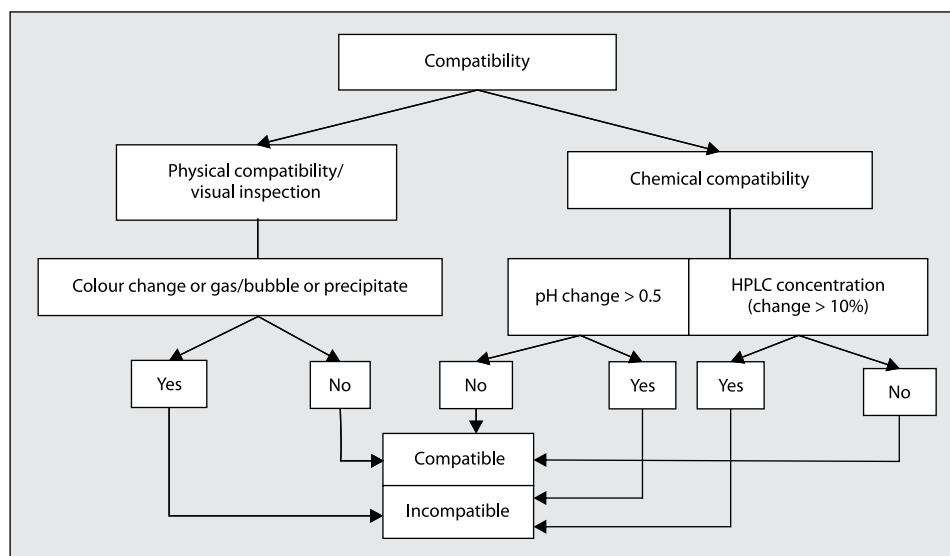 Compatibility
Physical compatibility/
visual inspection
Chemical compatibility
Colour change or gas/bubble or precipitate
pH change > 0.5
HPLC concentration
(change > 10%)
Yes
No
No
Yes
Yes
No
Compatible
Incompatible